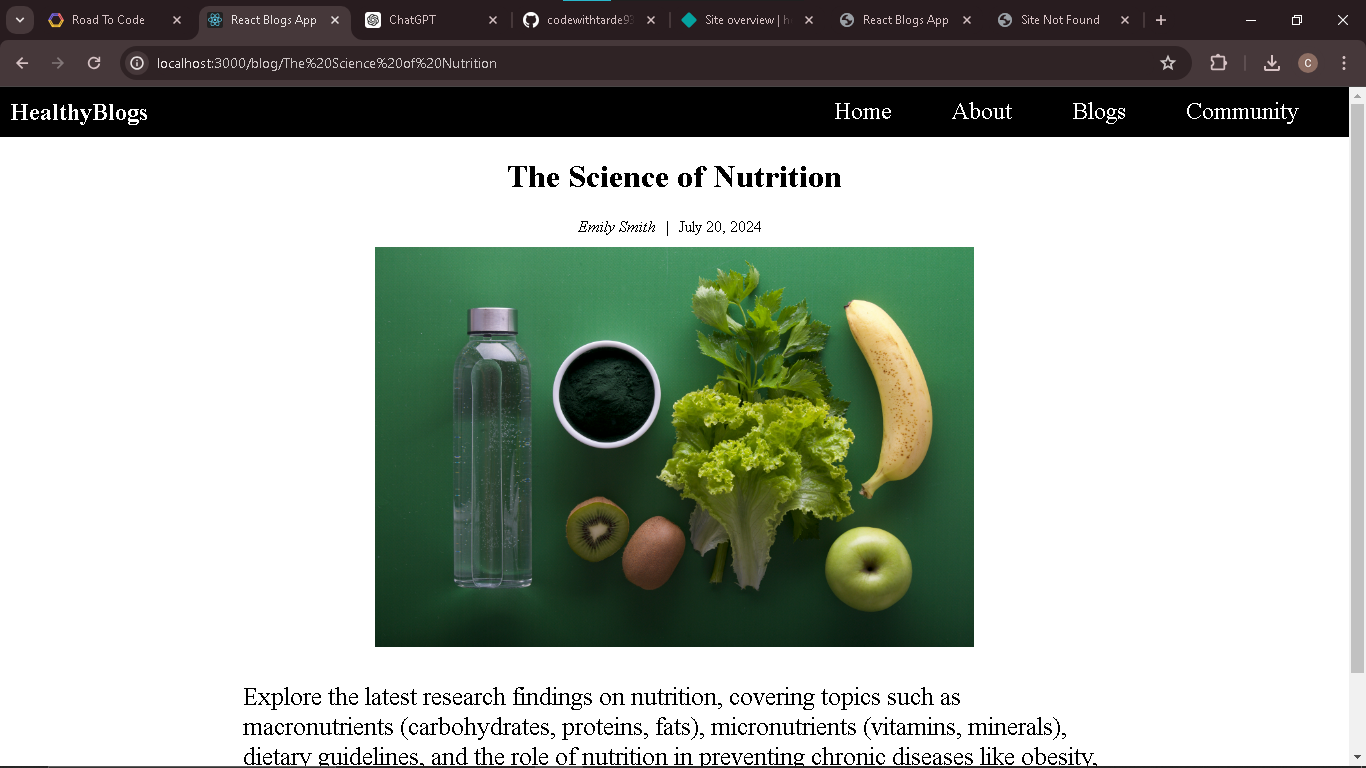 Road To Code
React Blogs App
ChatGPT
codewithtarde93
Site overview | h
React Blogs App
Site Not Found
localhost:3000/blog/The%20Science%20of%20Nutrition
C
HealthyBlogs
Home
About
Blogs
Community
The Science of Nutrition
Emily Smith | July 20, 2024
Explore the latest research findings on nutrition, covering topics such as
macronutrients (carbohydrates, proteins, fats), micronutrients (vitamins, minerals),
dietary guidelines, and the role of nutrition in preventing chronic diseases like obesity,